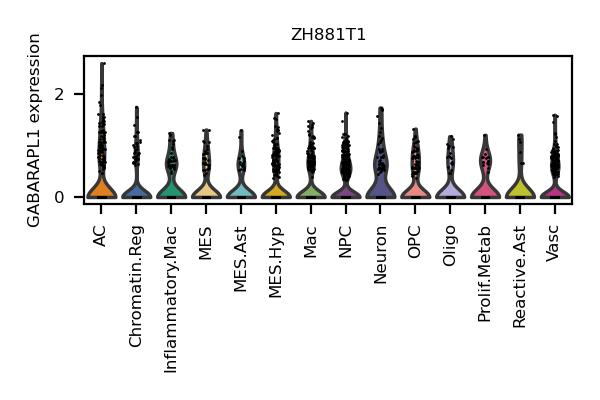 ZH881T1
GABARAPL1 expression
2
0
AC
Chromatin.Reg
Inflammatory.Mac
MES
MES.Ast
MES.Hyp
Mac
NPC
Neuron
OPC
Oligo
Prolif.Metab
Reactive.Ast
Vasc